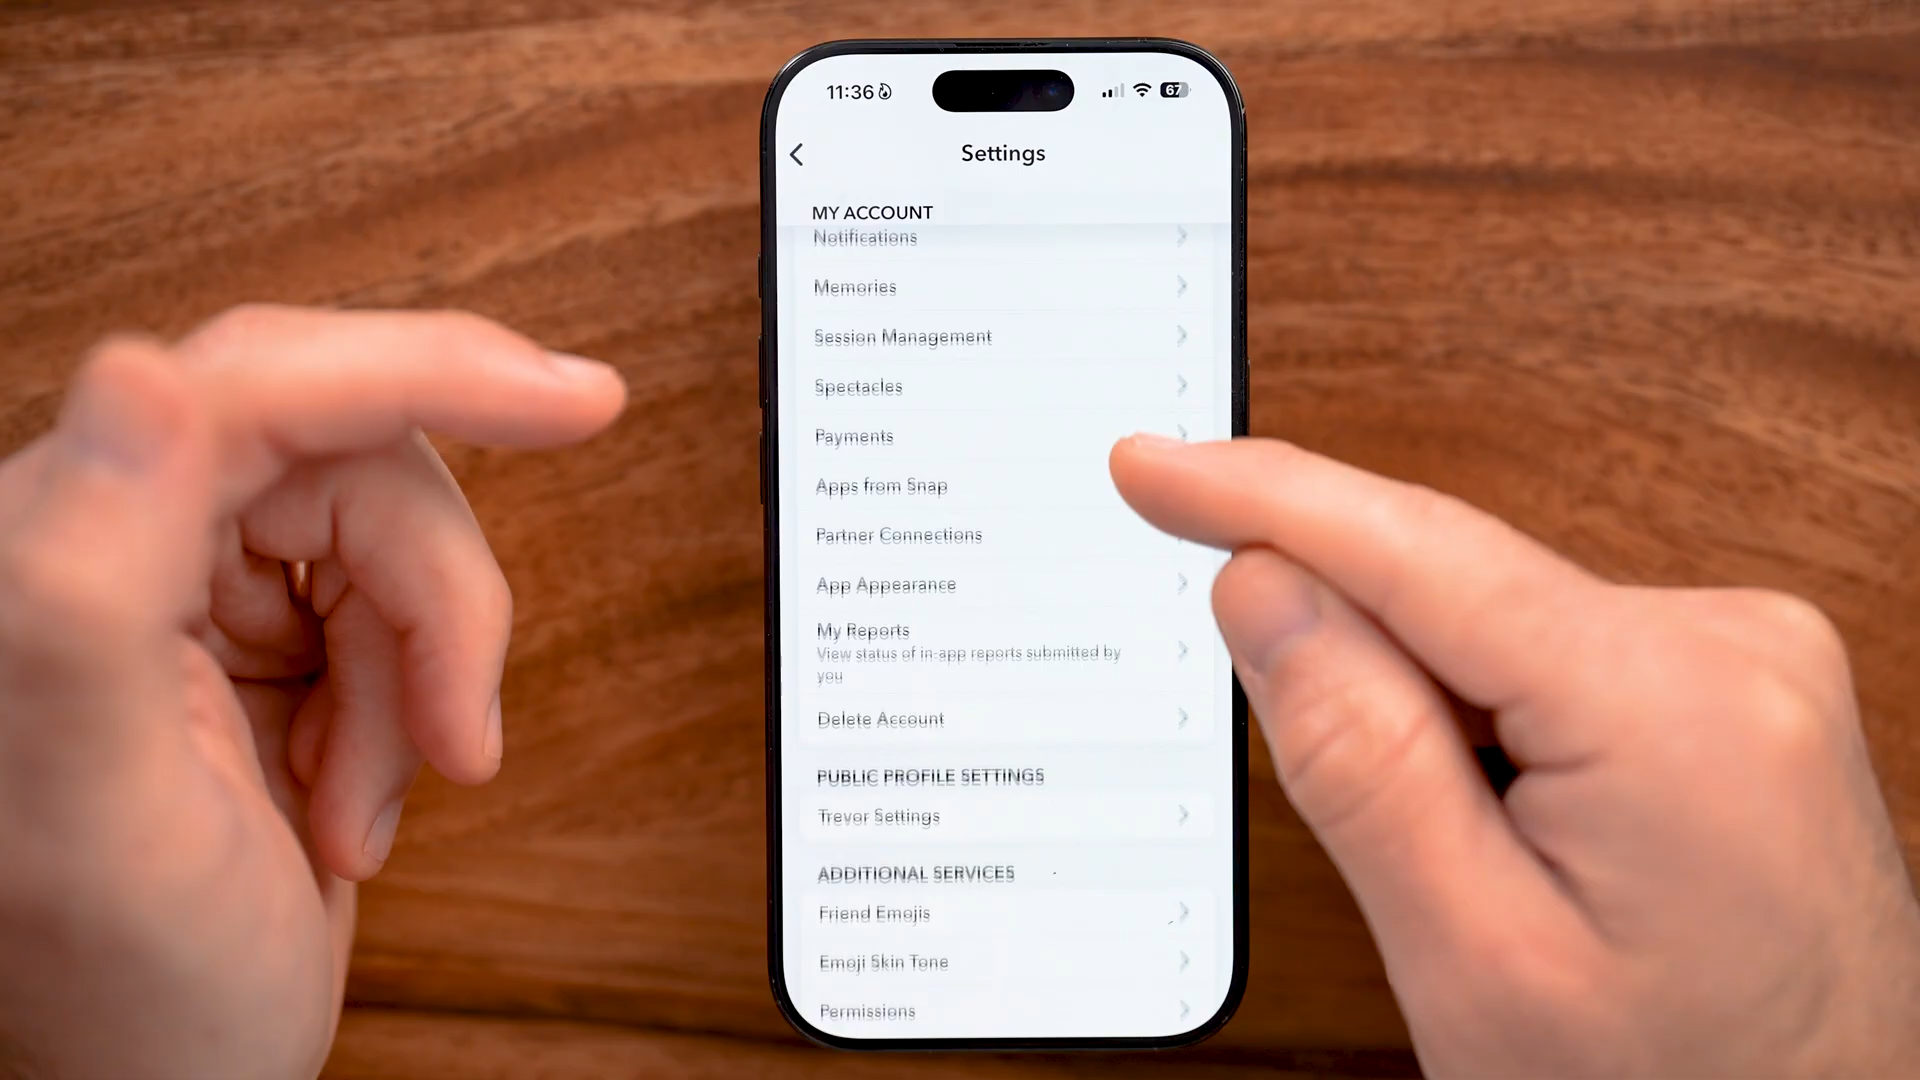 11:36
67
Settings
MY ACCOUNT
Notifications
Memories
Session Management
Spectacles
Payments
Apps from Snap
Partner Connections
App Appearance
My Reports
View status of in-app reports submitted by
you
Delete Account
PUBLIC PROFILE SETTINGS
Trevor Settings
ADDITIONAL SERVICES
Friend Emojis
Emoji Skin Tone
Permissions